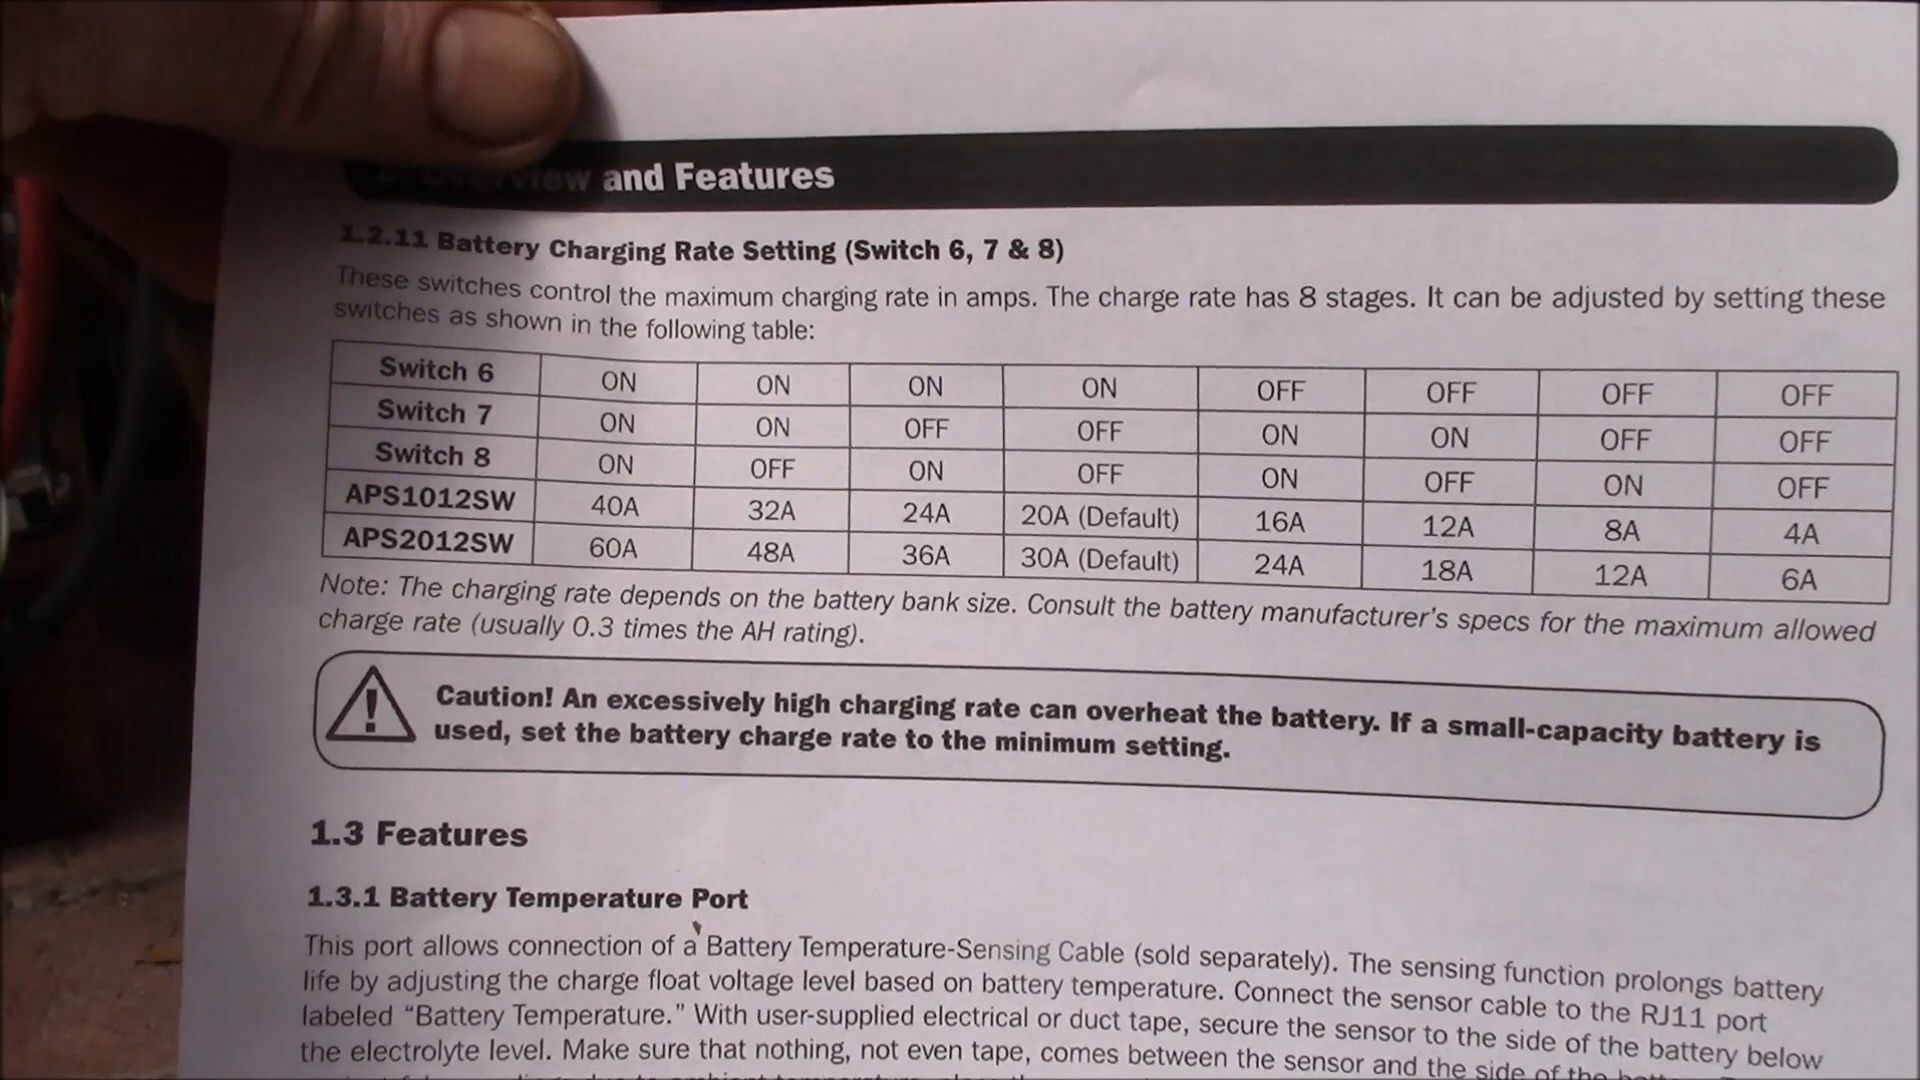 and Features
1.2.11 Battery Charging Rate Setting (Switch 6, 7 & 8)
These switches control the maximum charging rate in amps. The charge rate has 8 stages. It can be adjusted by setting these
switches as shown in the following table:
Switch 6 ON ON ON ON OFF OFF OFF OFF
Switch 7 ON ON OFF OFF ON ON OFF OFF
Switch 8 ON OFF ON OFF ON OFF ON OFF
APS1012SW 40A 32A 24A 20A (Default) 16A 12A 8A 4A
APS2012SW 60A 48A 36A 30A (Default) 24A 18A 12A 6A
Note: The charging rate depends on the battery bank size. Consult the battery manufacturer's specs for the maximum allowed
charge rate (usually 0.3 times the AH rating).
Caution! An excessively high charging rate can overheat the battery. If a small-capacity battery is
used, set the battery charge rate to the minimum setting.
1.3 Features
1.3.1 Battery Temperature Port
This port allows connection of a Battery Temperature-Sensing Cable (sold separately). The sensing function prolongs battery
life by adjusting the charge float voltage level based on battery temperature. Connect the sensor cable to the RJ11 port
labeled “Battery Temperature.” With user-supplied electrical or duct tape, secure the sensor to the side of the battery below
the electrolyte level. Make sure that nothing, not even tape, comes between the sensor and the side of the